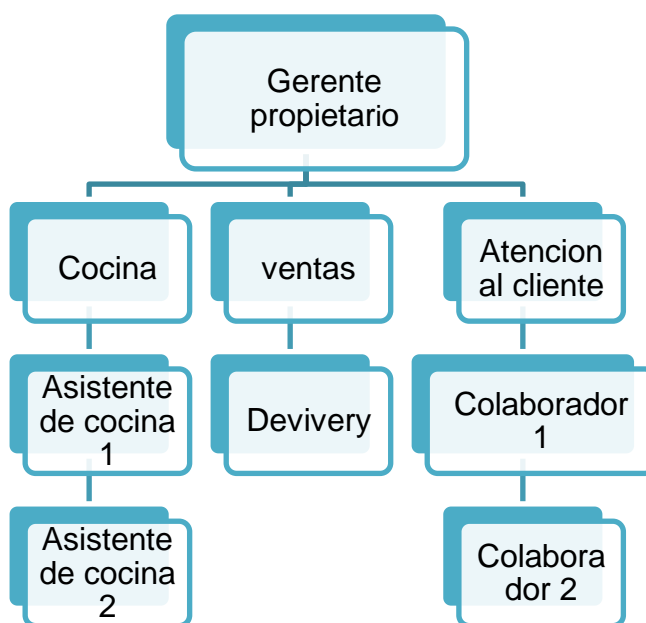 Gerente
propietario
Cocina
ventas
Atencion
al cliente
Asistente
de cocina
1
Devivery
Colaborador
1
Asistente
de cocina
2
Colabora
dor 2